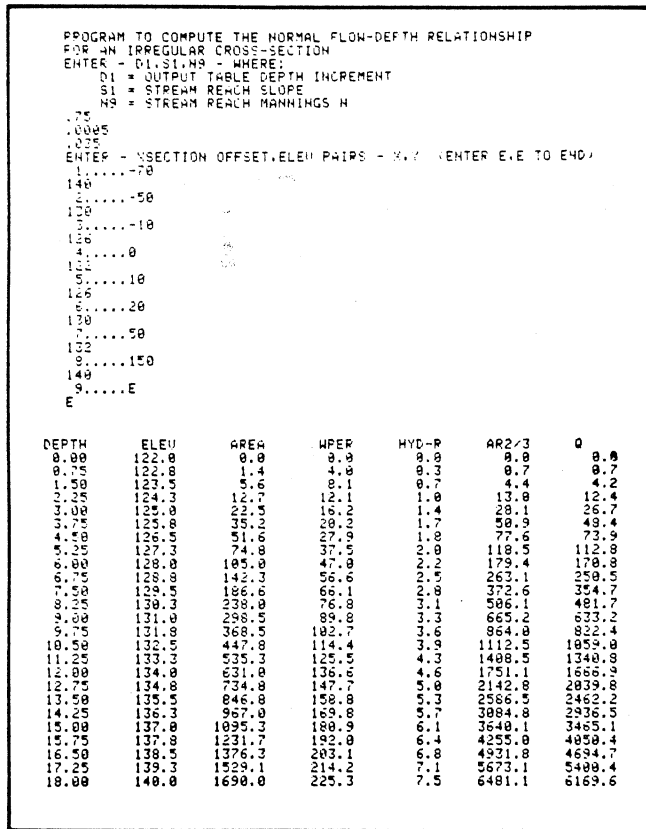 PROGRAM TO COMPUTE THE NORMAL FLOW-DEPTH RELATIONSHIP
FOR AN IRREGULAR CROSS-SECTION
ENTER - D1,S1,N9 - WHERE:
D1 = OUTPUT TABLE DEPTH INCREMENT
S1 = STREAM REACH SLOPE
N9 = STREAM REACH MANNINGS N
.75
.0005
.035
ENTER - XSECTION OFFSET,ELEV PAIRS - X,Y (ENTER E,E TO END)
1.....-70
140
2.....-50
130
3.....-10
126
4.....0
122
5.....10
126
6.....20
130
7.....50
132
8.....150
140
9.....E
E
DEPTH ELEV AREA WPER HYD-R AR2/3 Q
0.00 122.0 0.0 0.0 0.0 0.0 0.0
0.75 122.8 1.4 4.0 0.3 0.7 0.7
1.50 123.5 5.6 8.1 0.7 4.4 4.2
2.25 124.3 12.7 12.1 1.0 13.0 12.4
3.00 125.0 22.5 16.2 1.4 28.1 26.7
3.75 125.8 35.2 20.2 1.7 50.9 48.4
4.50 126.5 51.6 27.9 1.8 77.6 73.9
5.25 127.3 74.8 37.5 2.0 118.5 112.8
6.00 128.0 105.0 47.0 2.2 179.4 170.8
6.75 128.8 142.3 56.6 2.5 263.1 250.5
7.50 129.5 186.6 66.1 2.8 372.6 354.7
8.25 130.3 238.0 76.8 3.1 506.1 481.7
9.00 131.0 298.5 89.8 3.3 665.2 633.2
9.75 131.8 368.5 102.7 3.6 864.0 822.4
10.50 132.5 447.8 114.4 3.9 1112.5 1059.0
11.25 133.3 535.3 125.5 4.3 1408.5 1340.8
12.00 134.0 631.0 136.6 4.6 1751.1 1666.9
12.75 134.8 734.8 147.7 5.0 2142.8 2039.8
13.50 135.5 846.8 158.8 5.3 2586.5 2462.2
14.25 136.3 967.0 169.8 5.7 3084.8 2936.5
15.00 137.0 1095.3 180.9 6.1 3640.1 3465.1
15.75 137.8 1231.7 192.0 6.4 4255.0 4050.4
16.50 138.5 1376.3 203.1 6.8 4931.8 4694.7
17.25 139.3 1529.1 214.2 7.1 5673.1 5400.4
18.00 140.0 1690.0 225.3 7.5 6481.1 6169.6